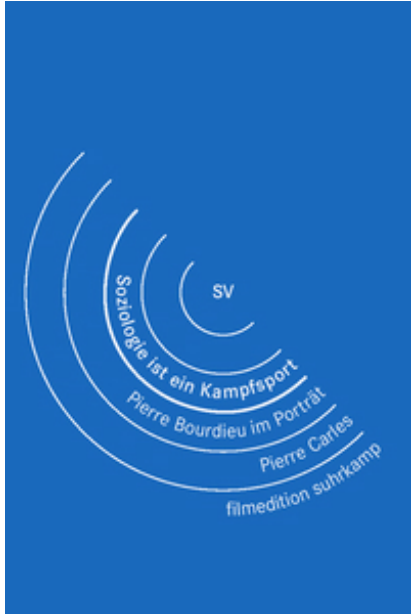 SV
Soziologie ist ein Kampfsport
Pierre Bourdieu im Porträt
Pierre Carles
filmedition suhrkamp